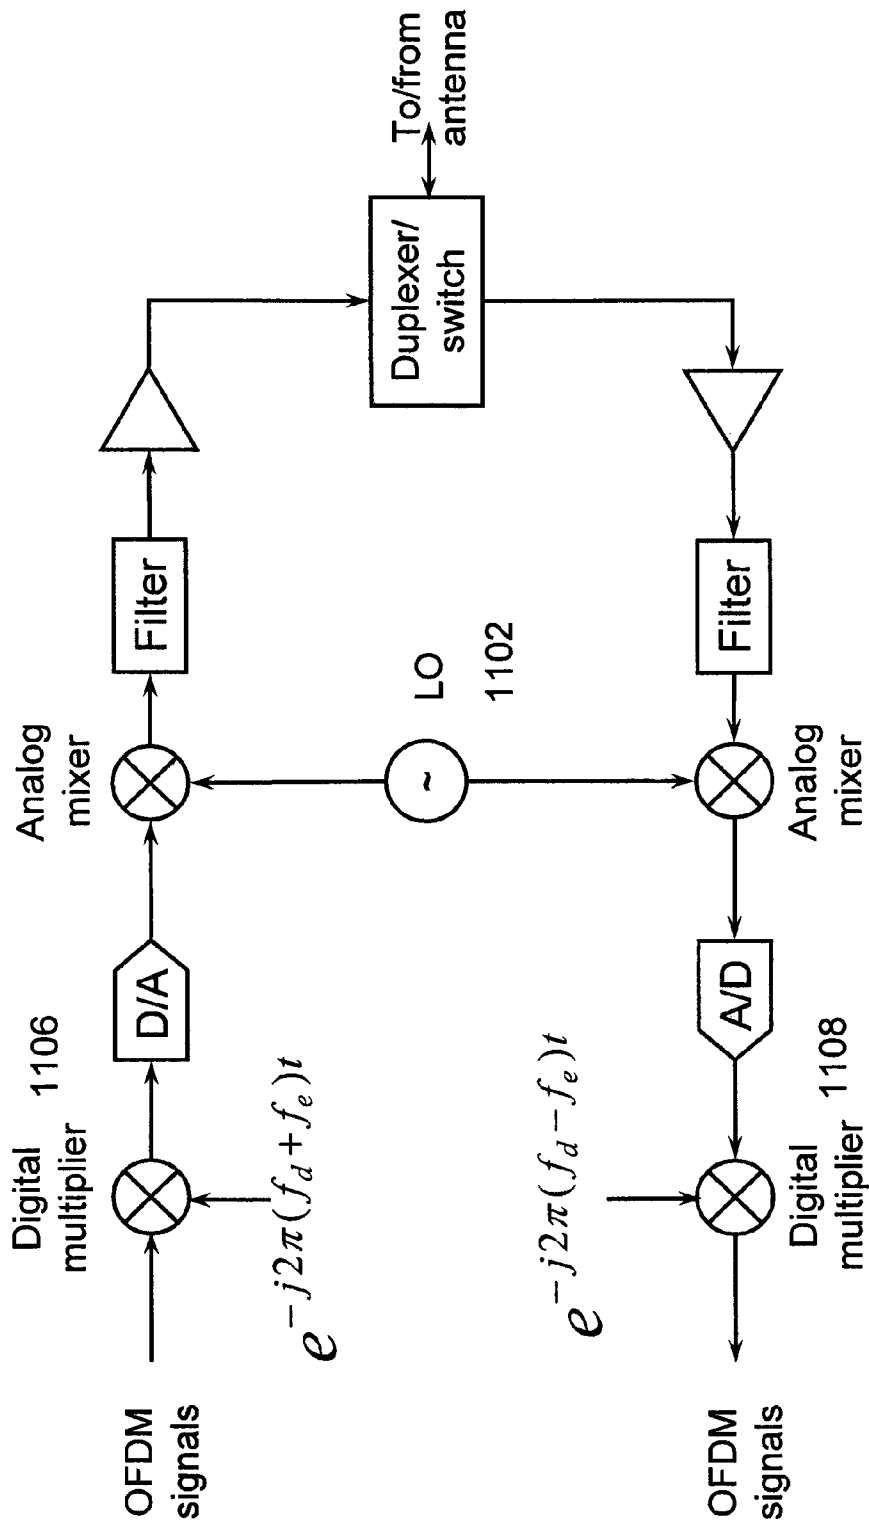 OFDM
signals
Digital
multiplier
1106
e^{-j2π(f_d+f_e)t}
D/A
Analog
mixer
Filter
LO
1102
Duplexer/
switch
To/from
antenna
OFDM
signals
e^{-j2π(f_d-f_e)t}
Digital
multiplier
1108
A/D
Analog
mixer
Filter